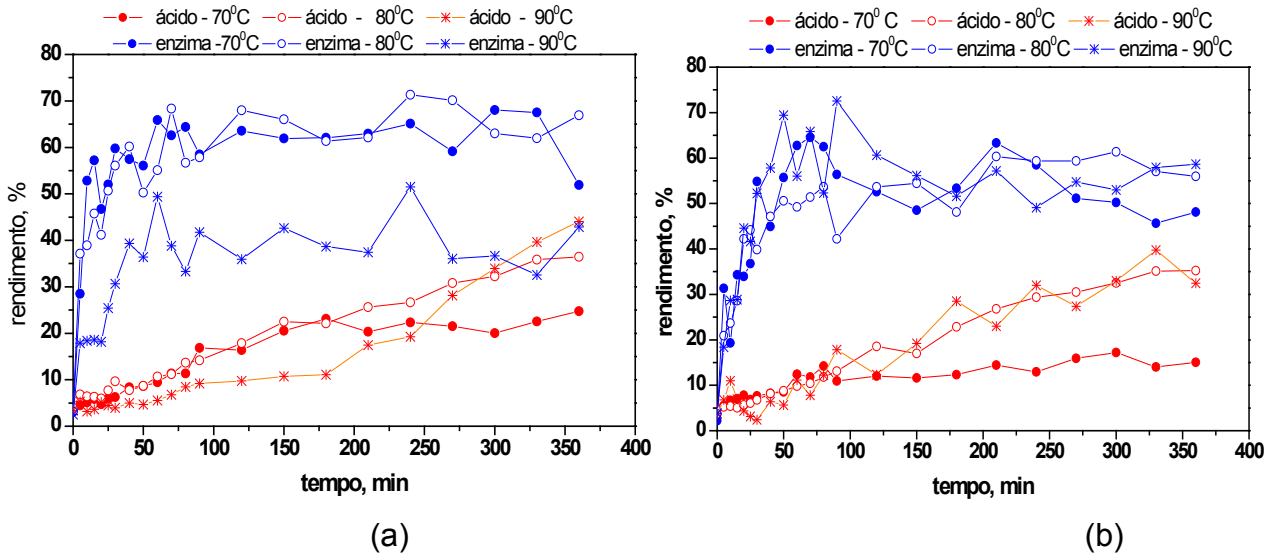 ácido - 70⁰C ácido - 80⁰C ácido - 90⁰C
enzima -70⁰C enzima - 80⁰C enzima - 90⁰C
80
70
60
50
40
30
20
10
0
rendimento, %
0 50 100 150 200 250 300 350 400
tempo, min
(a)
ácido - 70⁰ C ácido - 80⁰C ácido - 90⁰C
enzima - 70⁰C enzima - 80⁰C enzima - 90⁰C
80
70
60
50
40
30
20
10
0
rendimento, %
0 50 100 150 200 250 300 350 400
tempo, min
(b)